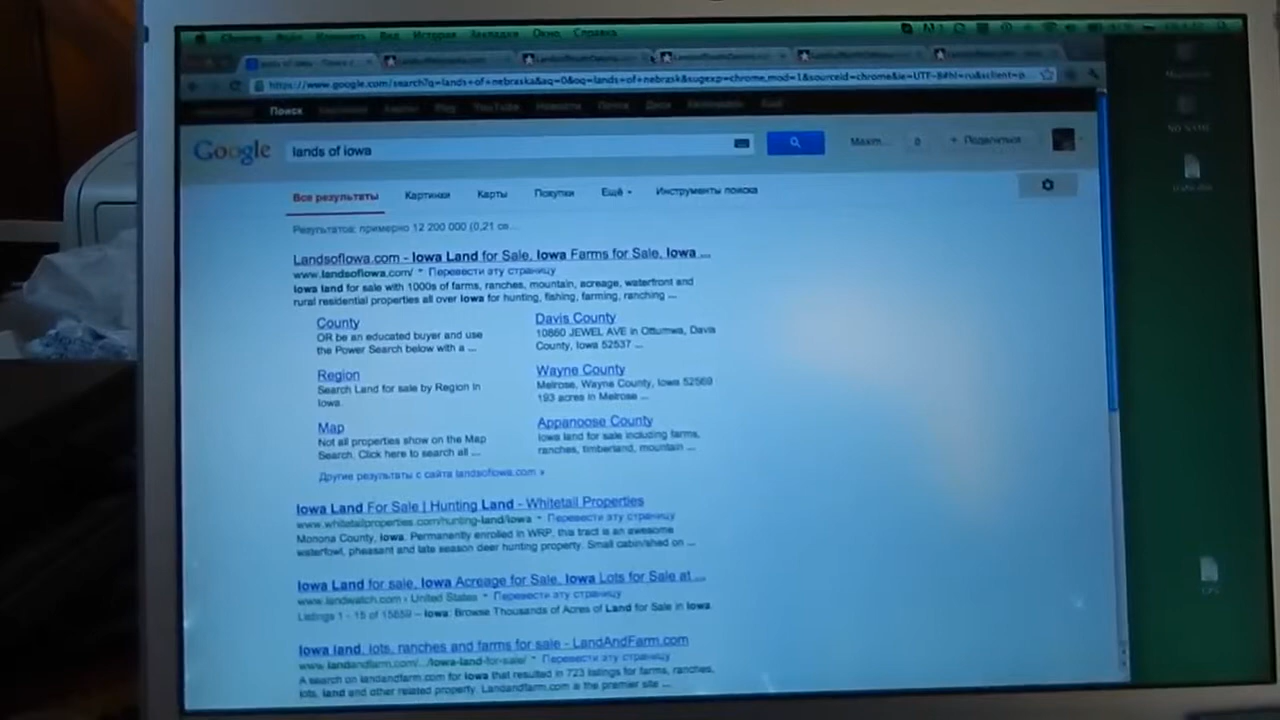 Chrome Файл Изменить Вид История Закладки Окно Справка
https://www.google.com/search?q=lands+of+nebraska&aq=0&oq=lands+of+nebrask&sugexp=chrome,mod=1&sourceid=chrome&ie=UTF-8#hl=ru&sclient=p
Поиск YouTube Новости Почта Диск Календарь Ещё
Google lands of iowa
Maxim... 0 + Поделиться
Все результаты Картинки Карты Покупки Ещё Инструменты поиска
Результатов: примерно 12 200 000 (0,21 се...
LandsofIowa.com - Iowa Land for Sale, Iowa Farms for Sale, Iowa ...
www.landsofiowa.com/ Перевести эту страницу
Iowa land for sale with 1000s of farms, ranches, mountain, acreage, waterfront and
rural residential properties all over Iowa for hunting, fishing, farming, ranching ...
County
OR be an educated buyer and use
the Power Search below with a ...
Davis County
10860 JEWEL AVE in Ottumwa, Davis
County, Iowa 52537 ...
Region
Search Land for sale by Region in
Iowa.
Wayne County
Melrose, Wayne County, Iowa 52569
193 acres in Melrose ...
Map
Not all properties show on the Map
Search. Click here to search all ...
Appanoose County
Iowa land for sale including farms,
ranches, timberland, mountain ...
Другие результаты с сайта landsofiowa.com »
Iowa Land For Sale | Hunting Land - Whitetail Properties
www.whitetailproperties.com/hunting-land/iowa Перевести эту страницу
Monona County, Iowa. Permanently enrolled in WRP, this tract is an awesome
waterfowl, pheasant and late season deer hunting property. Small cabin/shed on ...
Iowa Land for sale, Iowa Acreage for Sale, Iowa Lots for Sale at ...
www.landwatch.com › United States Перевести эту страницу
Listings 1 - 15 of 15659 – Iowa: Browse Thousands of Acres of Land for Sale in Iowa
Iowa land, lots, ranches and farms for sale - LandAndFarm.com
www.landandfarm.com/.../Iowa-land-for-sale/ Перевести эту страницу
A search on landandfarm.com for Iowa that resulted in 723 listings for farms, ranches,
lots, land and other related property. Landandfarm.com is the premier site ...
NO NAME